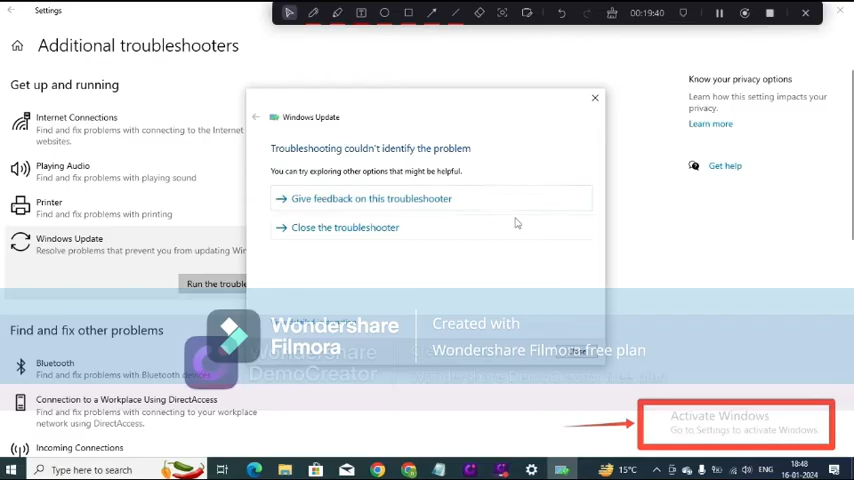 Settings
00:19:40
Additional troubleshooters
Get up and running
Internet Connections
Find and fix problems with connecting to the Internet
websites.
Playing Audio
Find and fix problems with playing sound
Printer
Find and fix problems with printing
Windows Update
Resolve problems that prevent you from updating Win
Run the trouble
Find and fix other problems
Bluetooth
Find and fix problems with Bluetooth devices
Connection to a Workplace Using DirectAccess
Find and fix problems with connecting to your workplace
network using DirectAccess.
Incoming Connections
Windows Update
Troubleshooting couldn't identify the problem
You can try exploring other options that might be helpful.
Give feedback on this troubleshooter
Close the troubleshooter
Close
Know your privacy options
Learn how this setting impacts your
privacy.
Learn more
Get help
Wondershare
Filmora
Created with
Wondershare Filmora free plan
Wondershare
DemoCreator
Activate Windows
Go to Settings to activate Windows.
Type here to search
15°C
ENG
18:48
16-01-2024